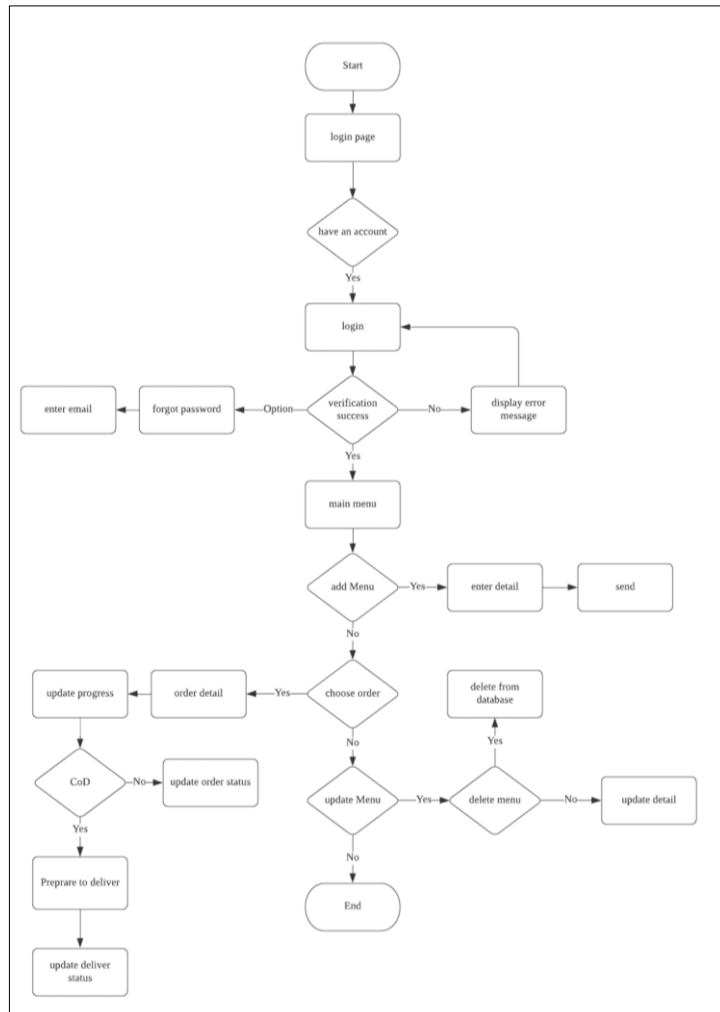 Start
login page
have an account
Yes
login
verification
success
Option
forgot password
enter email
No
display error
message
Yes
main menu
add Menu
Yes
enter detail
send
No
choose order
Yes
order detail
update progress
CoD
No
update order status
Yes
Preprare to deliver
update deliver
status
No
update Menu
Yes
delete menu
Yes
delete from
database
No
update detail
No
End